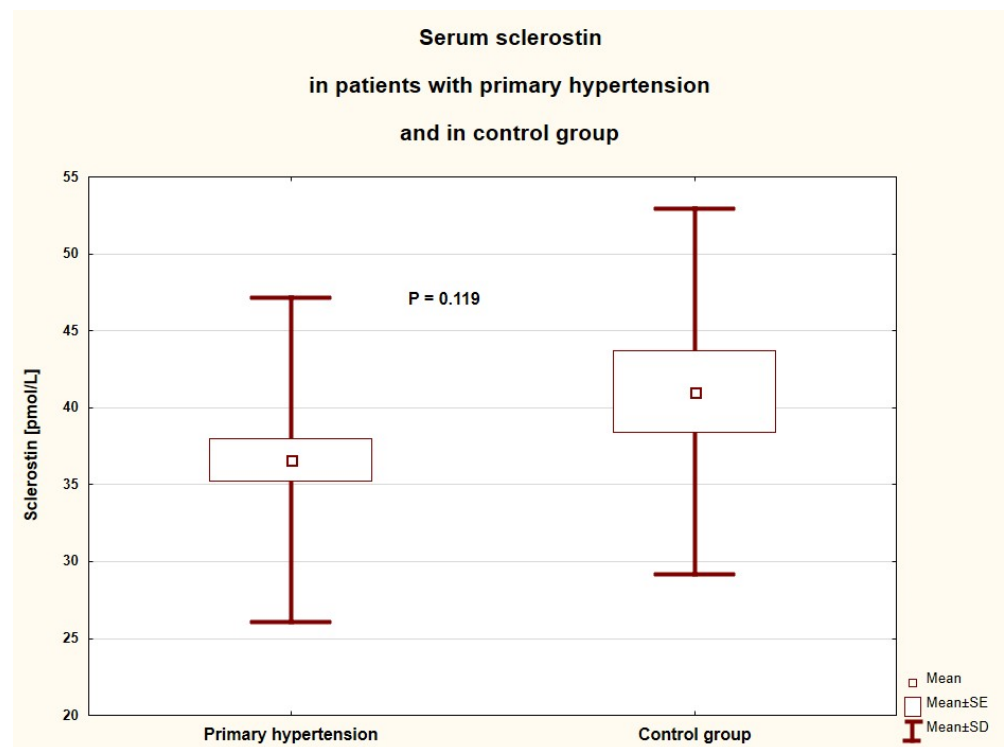 Serum sclerostin
in patients with primary hypertension
and in control group
Sclerostin [pmol/L]
55
50
45
40
35
30
25
20
P = 0.119
Primary hypertension
Control group
Mean
Mean±SE
Mean±SD